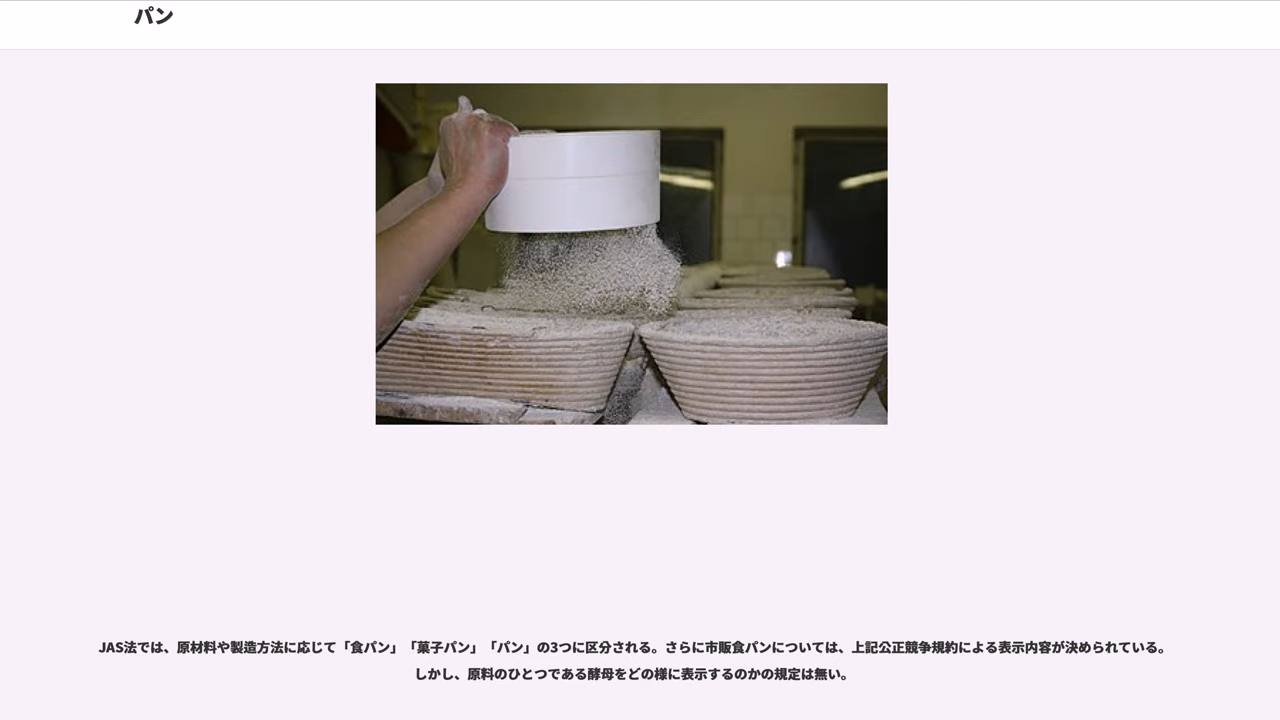 パン
JAS法では、原材料や製造方法に応じて「食パン」「菓子パン」「パン」の3つに区分される。さらに市販食パンについては、上記公正競争規約による表示内容が決められている。
しかし、原料のひとつである酵母をどの様に表示するのかの規定は無い。